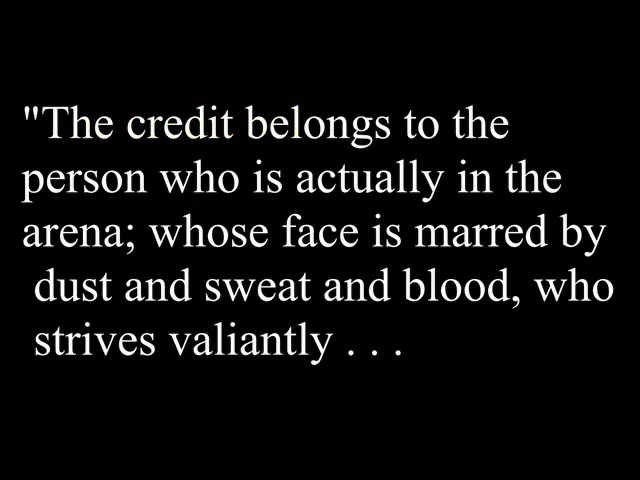 "The credit belongs to the
person who is actually in the
arena; whose face is marred by
dust and sweat and blood, who
strives valiantly . . .